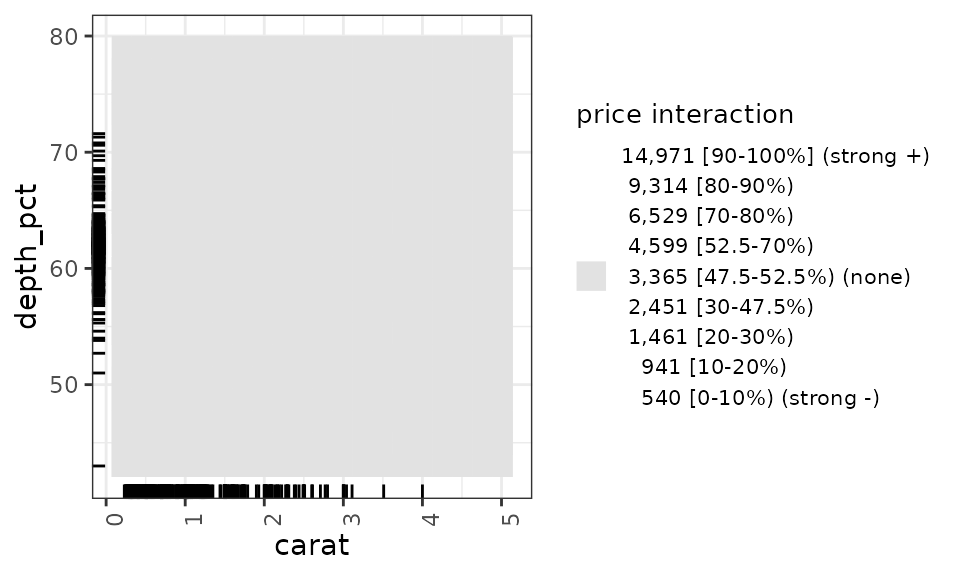 price interaction
14,971 [90-100%] (strong +)
9,314 [80-90%)
6,529 [70-80%)
4,599 [52.5-70%)
3,365 [47.5-52.5%) (none)
2,451 [30-47.5%)
1,461 [20-30%)
941 [10-20%)
540 [0-10%) (strong -)
depth_pct
80
70
60
50
0
1
2
3
4
5
carat